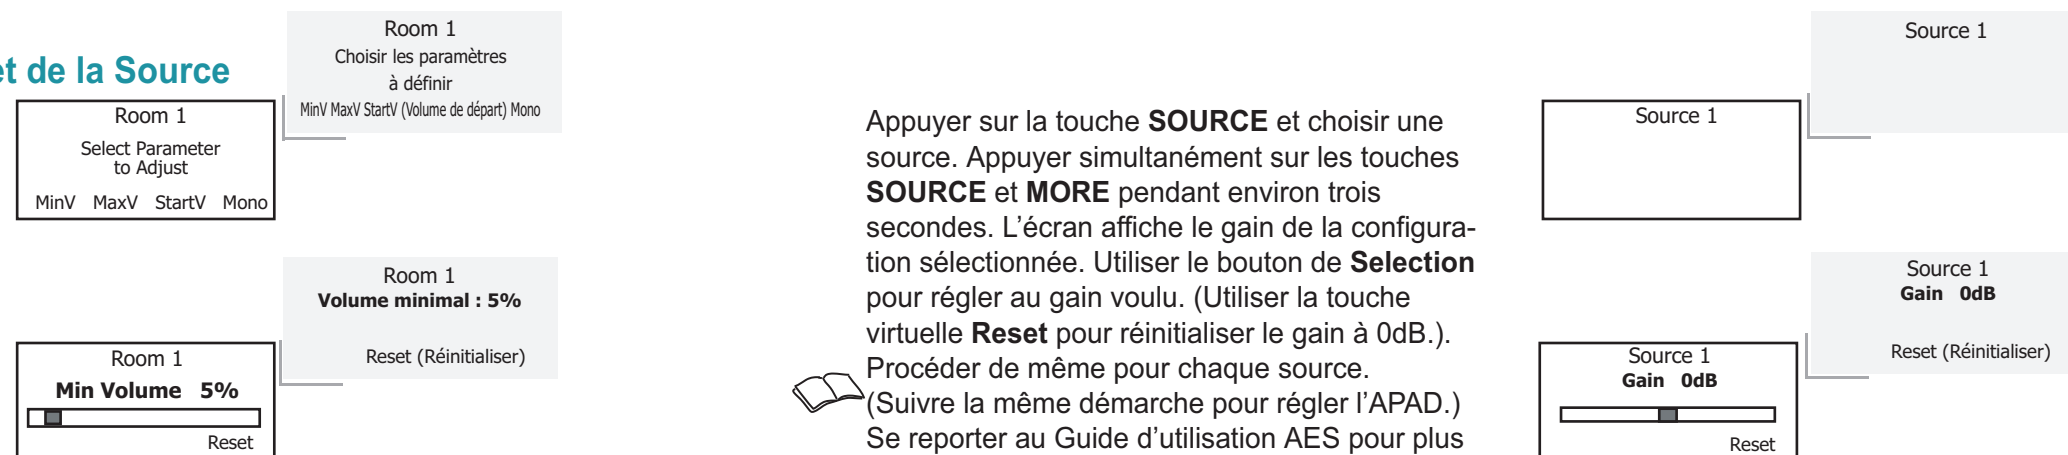 et de la Source
Room 1
Choisir les paramètres
à définir
MinV MaxV StartV (Volume de départ) Mono
Room 1
Select Parameter
to Adjust
MinV MaxV StartV Mono
Room 1
Volume minimal : 5%
Reset (Réinitialiser)
Room 1
Min Volume 5%
Reset
Appuyer sur la touche SOURCE et choisir une
source. Appuyer simultanément sur les touches
SOURCE et MORE pendant environ trois
secondes. L’écran affiche le gain de la configura-
tion sélectionnée. Utiliser le bouton de Selection
pour régler au gain voulu. (Utiliser la touche
virtuelle Reset pour réinitialiser le gain à 0dB.).
Procéder de même pour chaque source.
(Suivre la même démarche pour régler l’APAD.)
Se reporter au Guide d’utilisation AES pour plus
Source 1
Source 1
Source 1
Gain 0dB
Reset (Réinitialiser)
Source 1
Gain 0dB
Reset